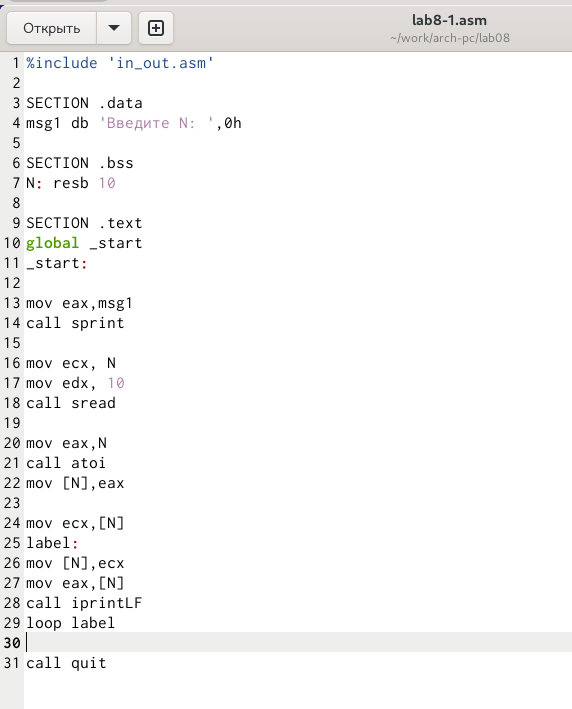 Открыть
lab8-1.asm
~/work/arch-pc/lab08
1 %include 'in_out.asm'
2
3 SECTION .data
4 msg1 db 'Введите N: ',0h
5
6 SECTION .bss
7 N: resb 10
8
9 SECTION .text
10 global _start
11 _start:
12
13 mov eax,msg1
14 call sprint
15
16 mov ecx, N
17 mov edx, 10
18 call sread
19
20 mov eax,N
21 call atoi
22 mov [N],eax
23
24 mov ecx,[N]
25 label:
26 mov [N],ecx
27 mov eax,[N]
28 call iprintLF
29 loop label
30
31 call quit